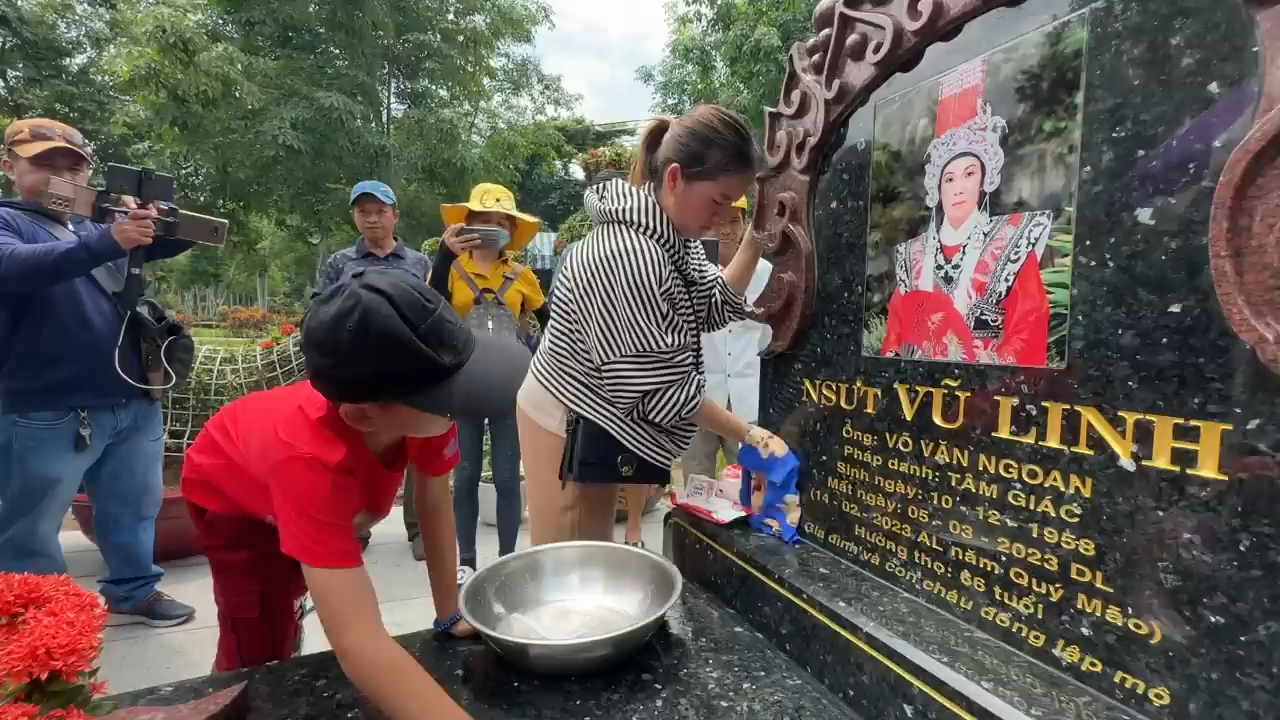 NSƯT VŨ LINH
Ông: VÕ VĂN NGOAN
Pháp danh: TÂM GIÁC
Sinh ngày: 10 - 12 - 1958
Mất ngày: 05 - 03 - 2023 DL
(14 - 02 - 2023 AL năm Quý Mão)
Hưởng thọ: 66 tuổi
Gia đình và con cháu đồng lập mộ